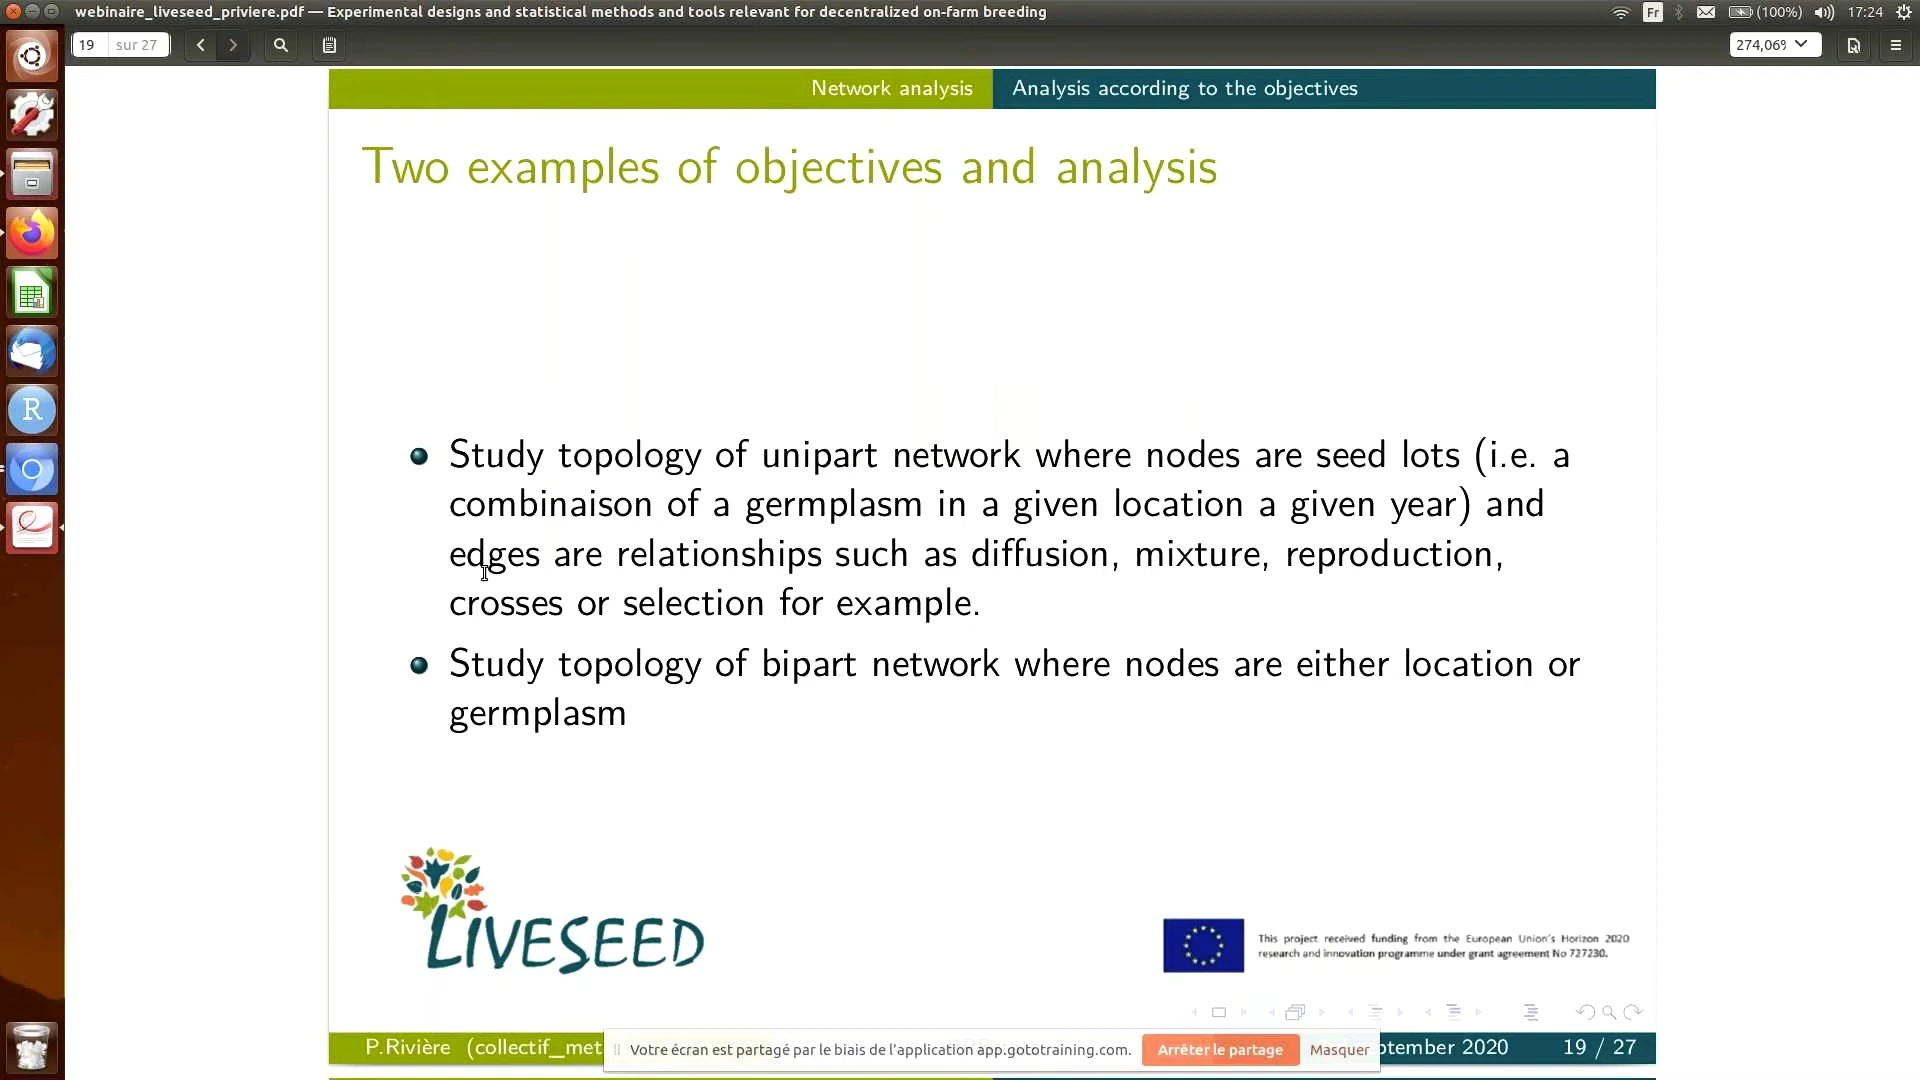 webinaire_liveseed_priviere.pdf — Experimental designs and statistical methods and tools relevant for decentralized on-farm breeding
Fr
(100%)
17:24
19 sur 27
274,06%
Network analysis
Analysis according to the objectives
Two examples of objectives and analysis
Study topology of unipart network where nodes are seed lots (i.e. a
combinaison of a germplasm in a given location a given year) and
edges are relationships such as diffusion, mixture, reproduction,
crosses or selection for example.
Study topology of bipart network where nodes are either location or
germplasm
R
LIVESEED
This project received funding from the European Union's Horizon 2020
research and innovation programme under grant agreement No 727230.
P.Rivière (collectif_met
Votre écran est partagé par le biais de l'application app.gototraining.com.
Arrêter le partage
Masquer
ptember 2020
19 / 27